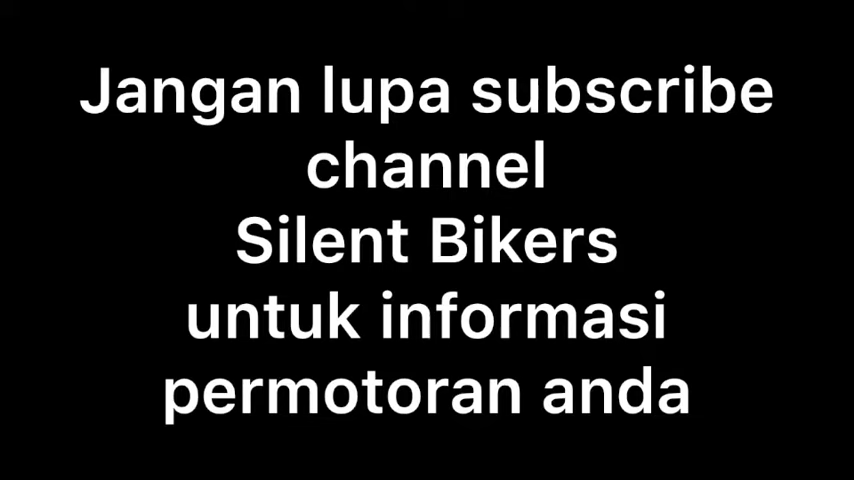 Jangan lupa subscribe
channel
Silent Bikers
untuk informasi
permotoran anda